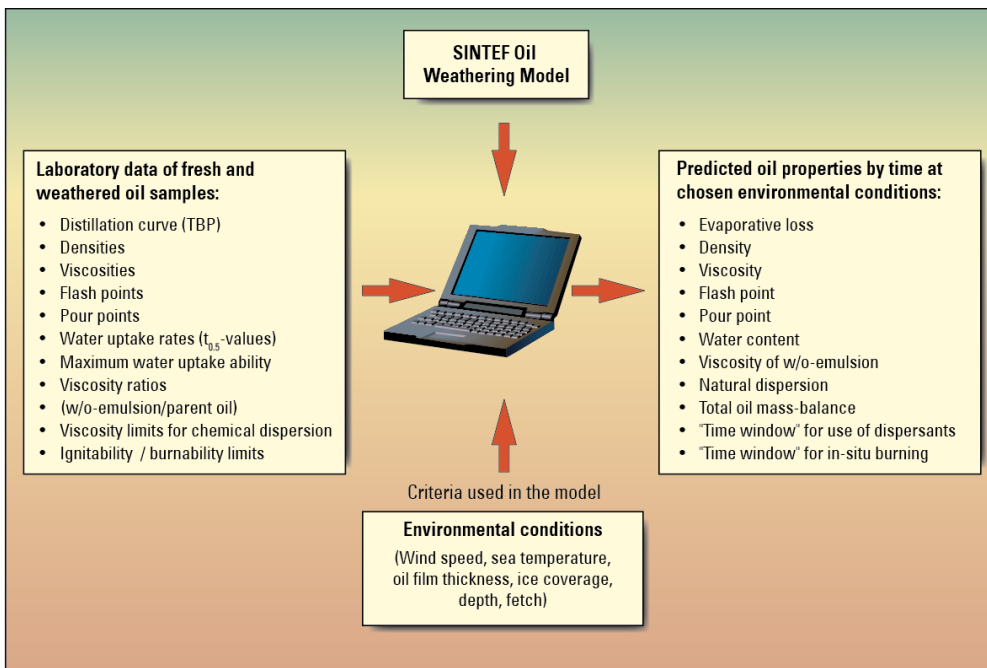 SINTEF Oil
Weathering Model
Laboratory data of fresh and
weathered oil samples:
• Distillation curve (TBP)
• Densities
• Viscosities
• Flash points
• Pour points
• Water uptake rates (t0.5-values)
• Maximum water uptake ability
• Viscosity ratios
• (w/o-emulsion/parent oil)
• Viscosity limits for chemical dispersion
• Ignitability / burnability limits
Predicted oil properties by time at
chosen environmental conditions:
• Evaporative loss
• Density
• Viscosity
• Flash point
• Pour point
• Water content
• Viscosity of w/o-emulsion
• Natural dispersion
• Total oil mass-balance
• "Time window" for use of dispersants
• "Time window" for in-situ burning
Criteria used in the model
Environmental conditions
(Wind speed, sea temperature,
oil film thickness, ice coverage,
depth, fetch)